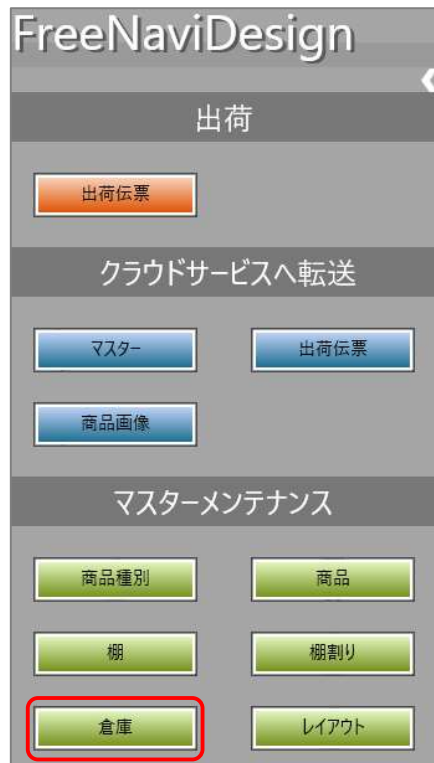 FreeNaviDesign
出荷
出荷伝票
クラウドサービスへ転送
マスター 出荷伝票
商品画像
マスターメンテナンス
商品種別 商品
棚 棚割り
倉庫 レイアウト